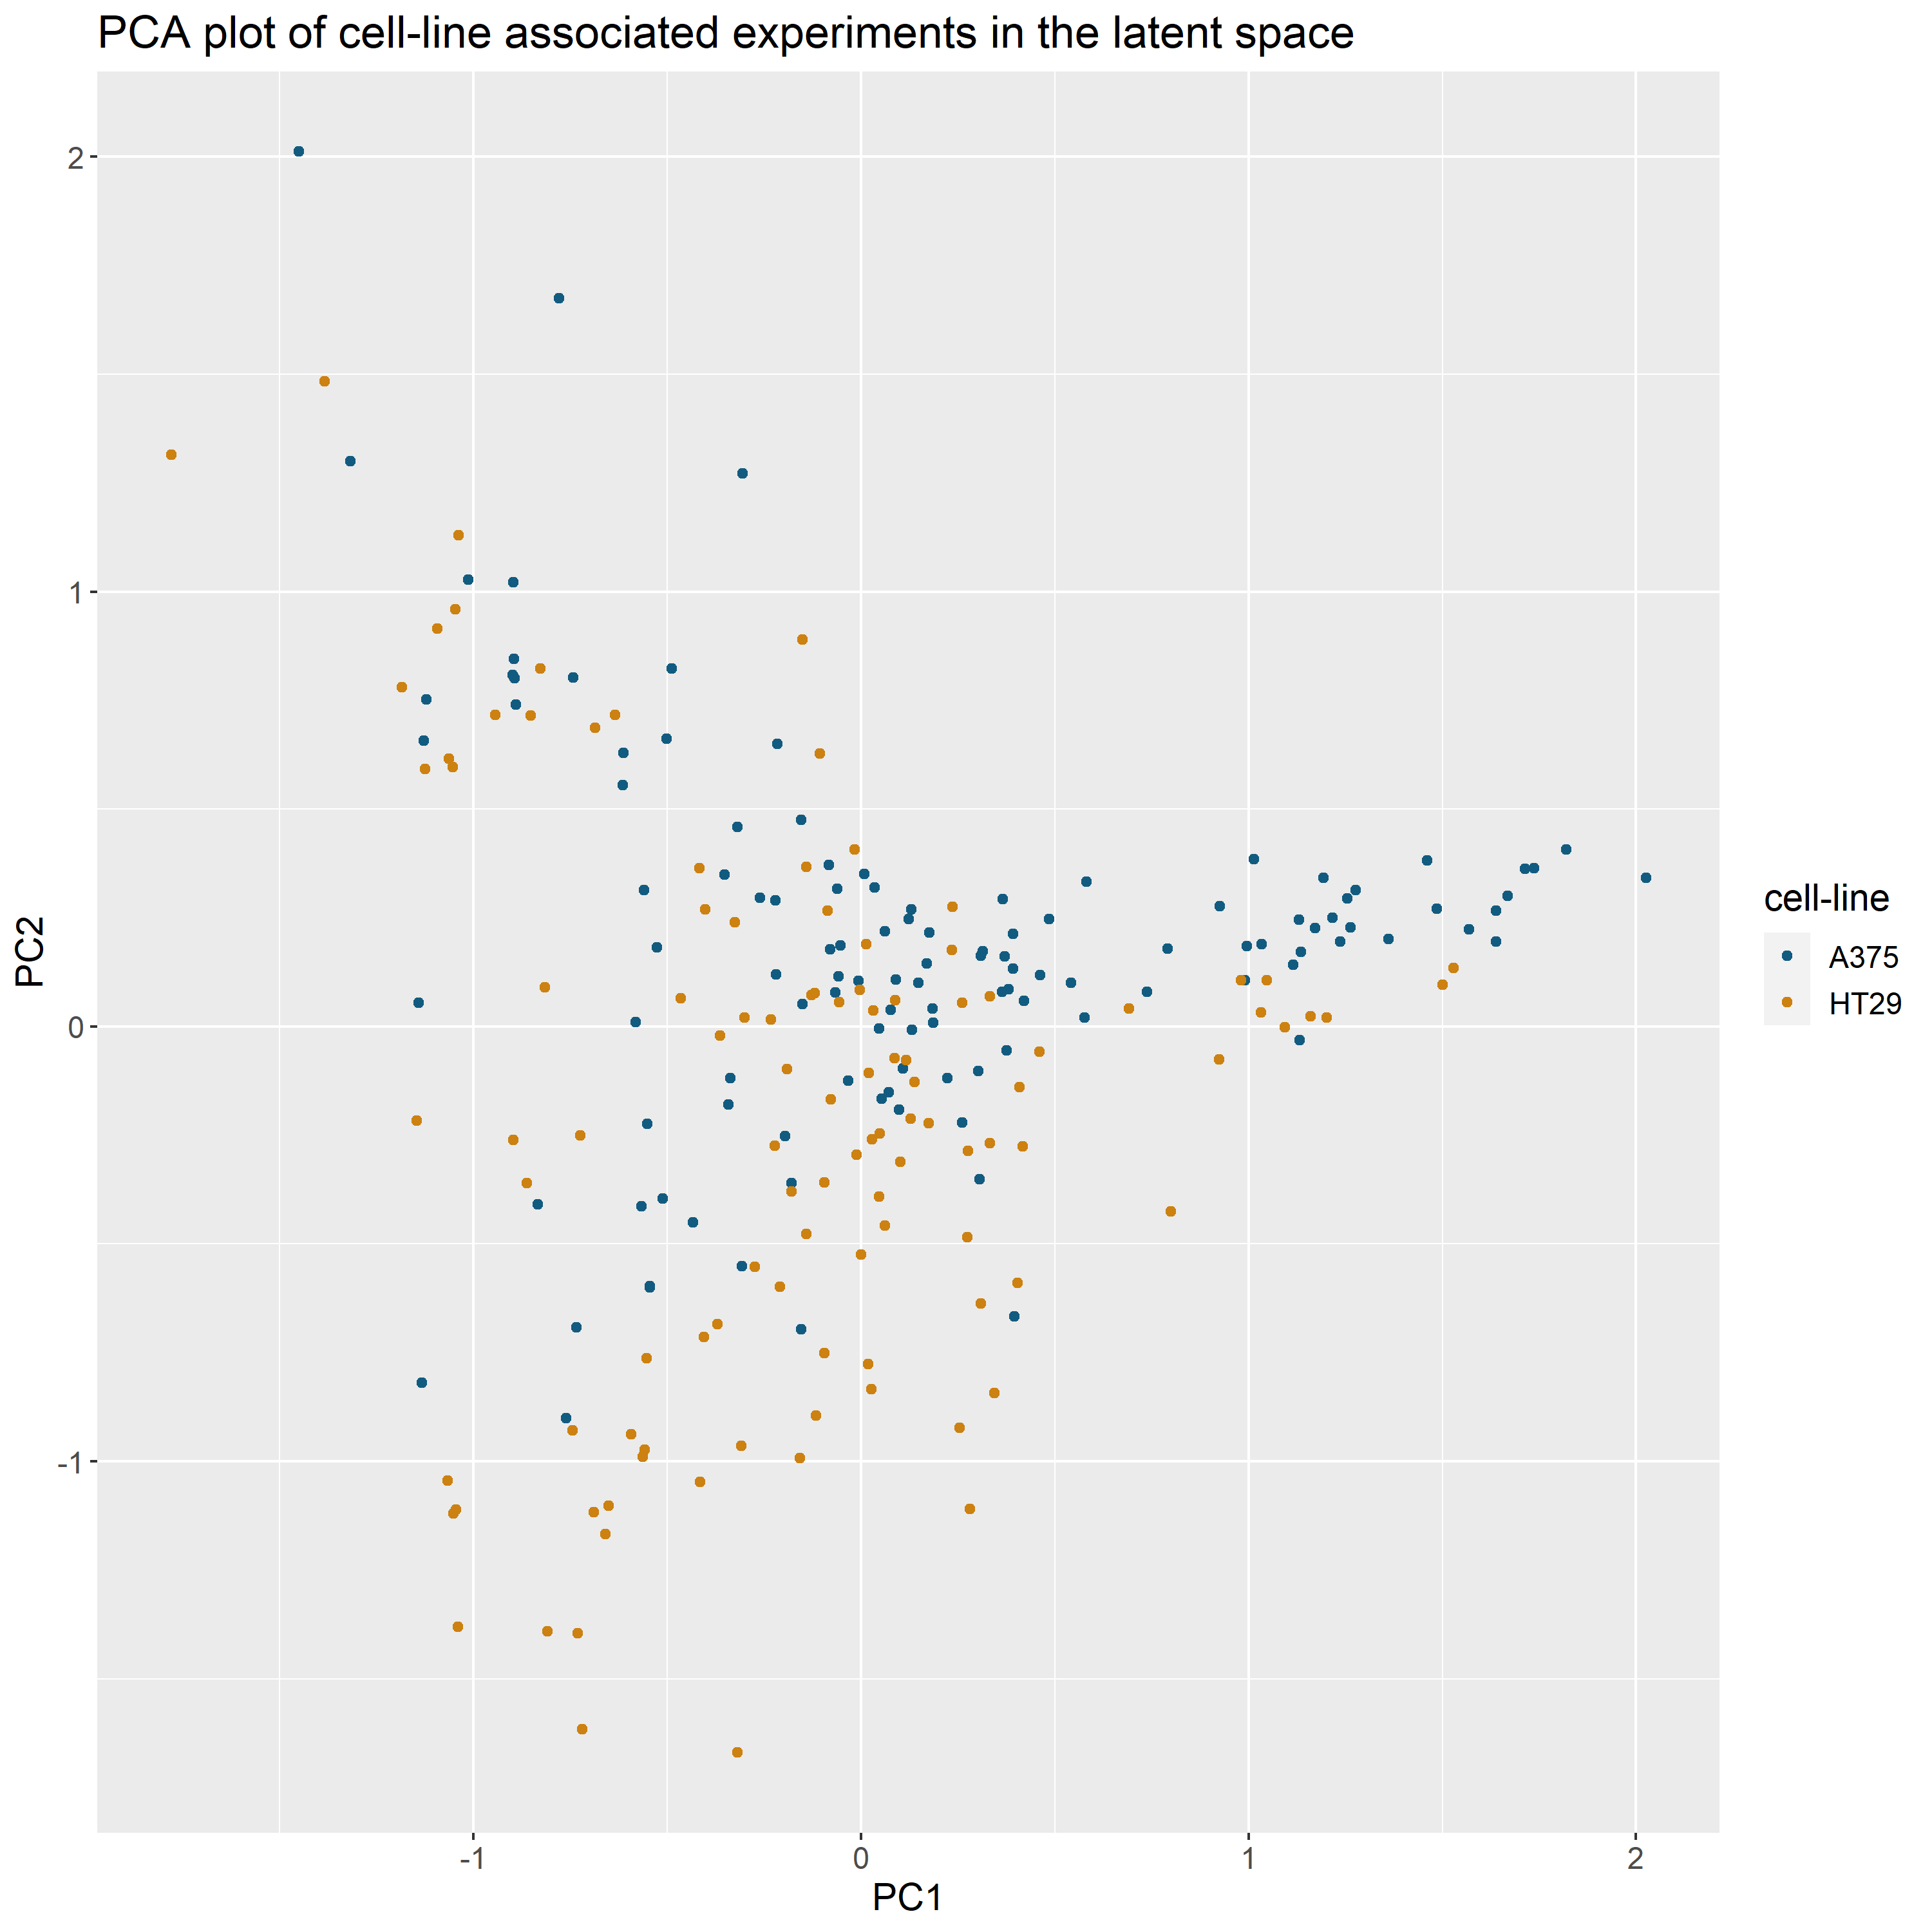 PCA plot of cell-line associated experiments in the latent space
2
1
0
-1
PC2
-1
0
1
2
PC1
cell-line
A375
HT29